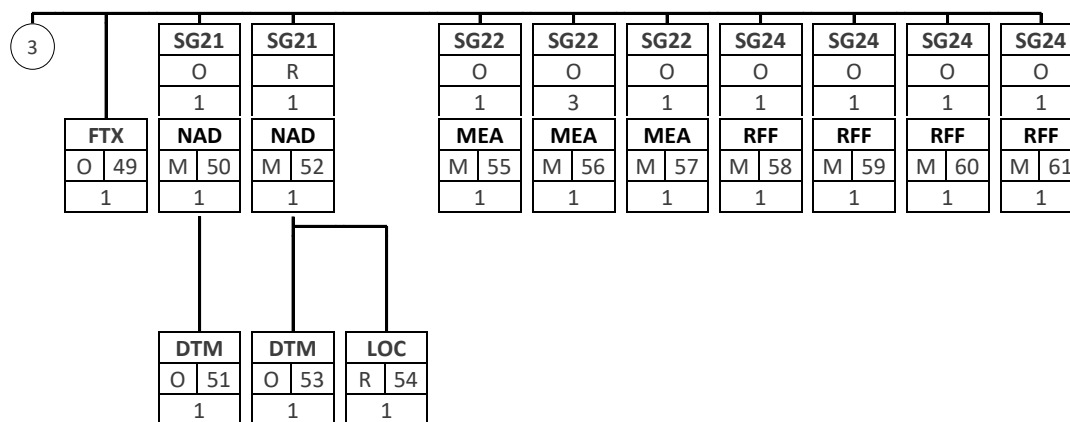 3
SG21 SG21 SG22 SG22 SG22 SG24 SG24 SG24 SG24
O R O O O O O O O
1 1 1 3 1 1 1 1 1
FTX NAD NAD MEA MEA MEA RFF RFF RFF RFF
O 49 M 50 M 52 M 55 M 56 M 57 M 58 M 59 M 60 M 61
1 1 1 1 1 1 1 1 1 1
DTM DTM LOC
O 51 O 53 R 54
1 1 1